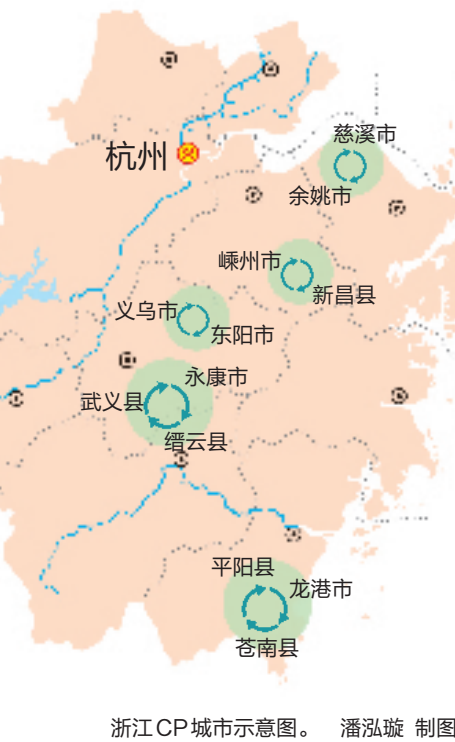 慈溪市
杭州
余姚市
嵊州市
新昌县
义乌市
东阳市
永康市
武义县
缙云县
平阳县
龙港市
苍南县
浙江CP城市示意图。 潘泓璇 制图